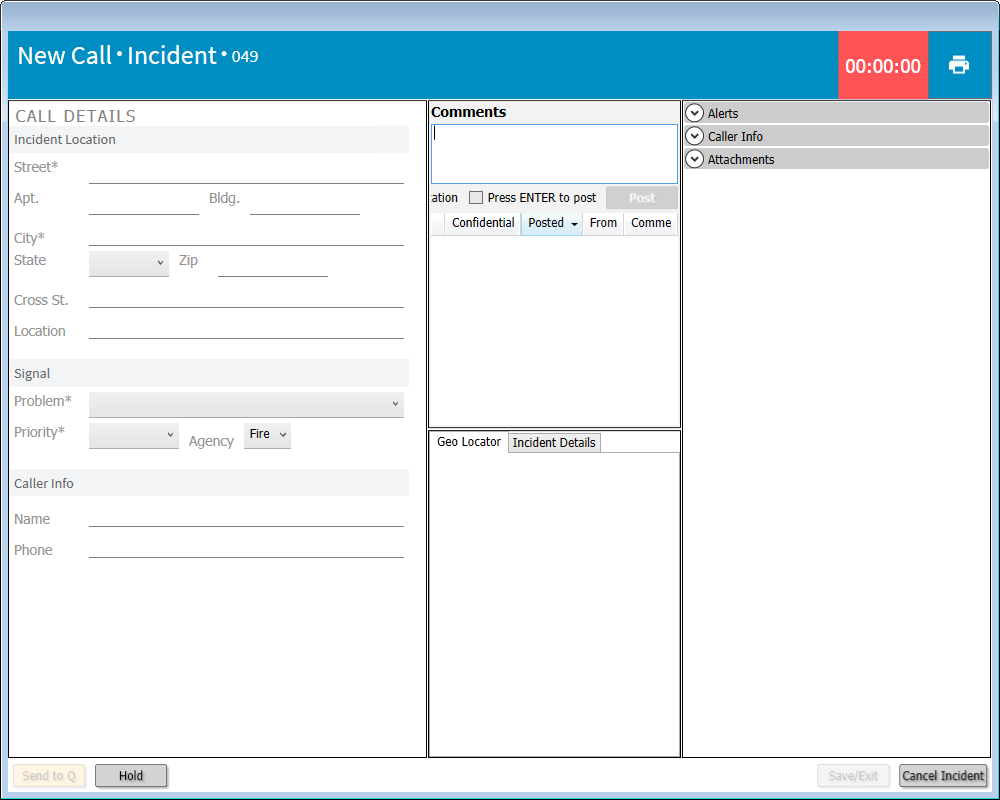 New Call • Incident • 049
00:00:00
CALL DETAILS
Incident Location
Street*
Apt. Bldg.
City*
State Zip
Cross St.
Location
Signal
Problem*
Priority* Agency Fire
Caller Info
Name
Phone
Comments
ation Press ENTER to post Post
Confidential Posted From Comme
Geo Locator Incident Details
Alerts
Caller Info
Attachments
Send to Q Hold Save/Exit Cancel Incident